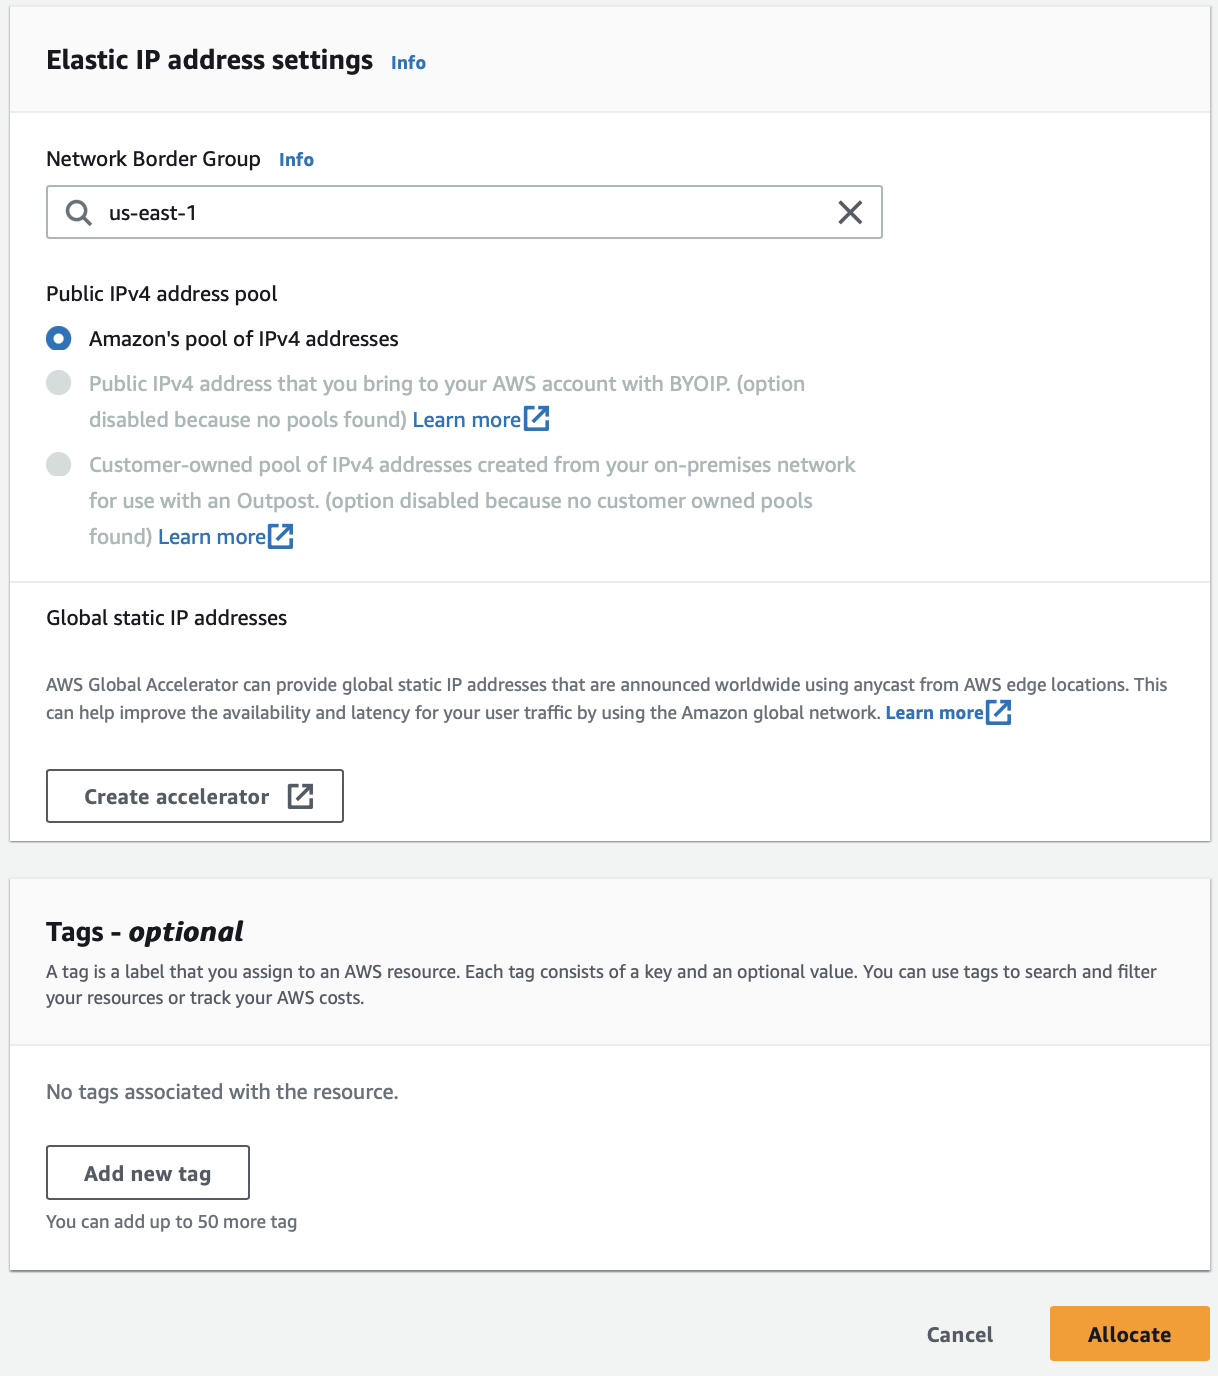 Elastic IP address settings Info
Network Border Group Info
us-east-1
Public IPv4 address pool
Amazon's pool of IPv4 addresses
Public IPv4 address that you bring to your AWS account with BYOIP. (option
disabled because no pools found) Learn more
Customer-owned pool of IPv4 addresses created from your on-premises network
for use with an Outpost. (option disabled because no customer owned pools
found) Learn more
Global static IP addresses
AWS Global Accelerator can provide global static IP addresses that are announced worldwide using anycast from AWS edge locations. This
can help improve the availability and latency for your user traffic by using the Amazon global network. Learn more
Create accelerator
Tags - optional
A tag is a label that you assign to an AWS resource. Each tag consists of a key and an optional value. You can use tags to search and filter
your resources or track your AWS costs.
No tags associated with the resource.
Add new tag
You can add up to 50 more tag
Cancel Allocate